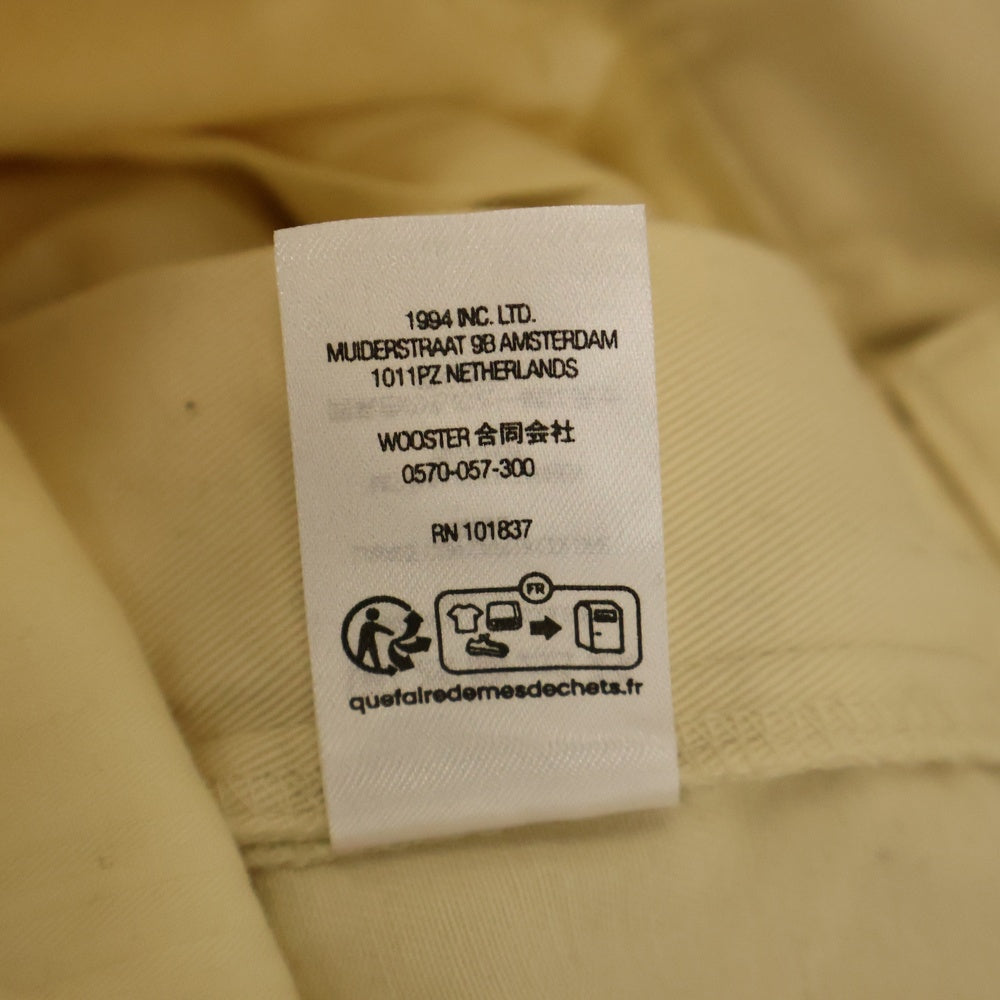 1994 INC. LTD.
MUIDERSTRAAT 9B AMSTERDAM
1011PZ NETHERLANDS
WOOSTER 合同会社
0570-057-300
RN 101837
FR
quefairedemesdechets.fr